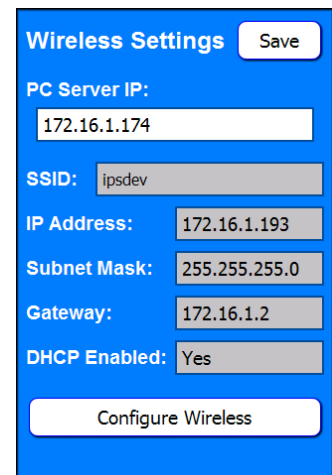 Wireless Settings Save
PC Server IP:
172.16.1.174
SSID: ipsdev
IP Address: 172.16.1.193
Subnet Mask: 255.255.255.0
Gateway: 172.16.1.2
DHCP Enabled: Yes
Configure Wireless